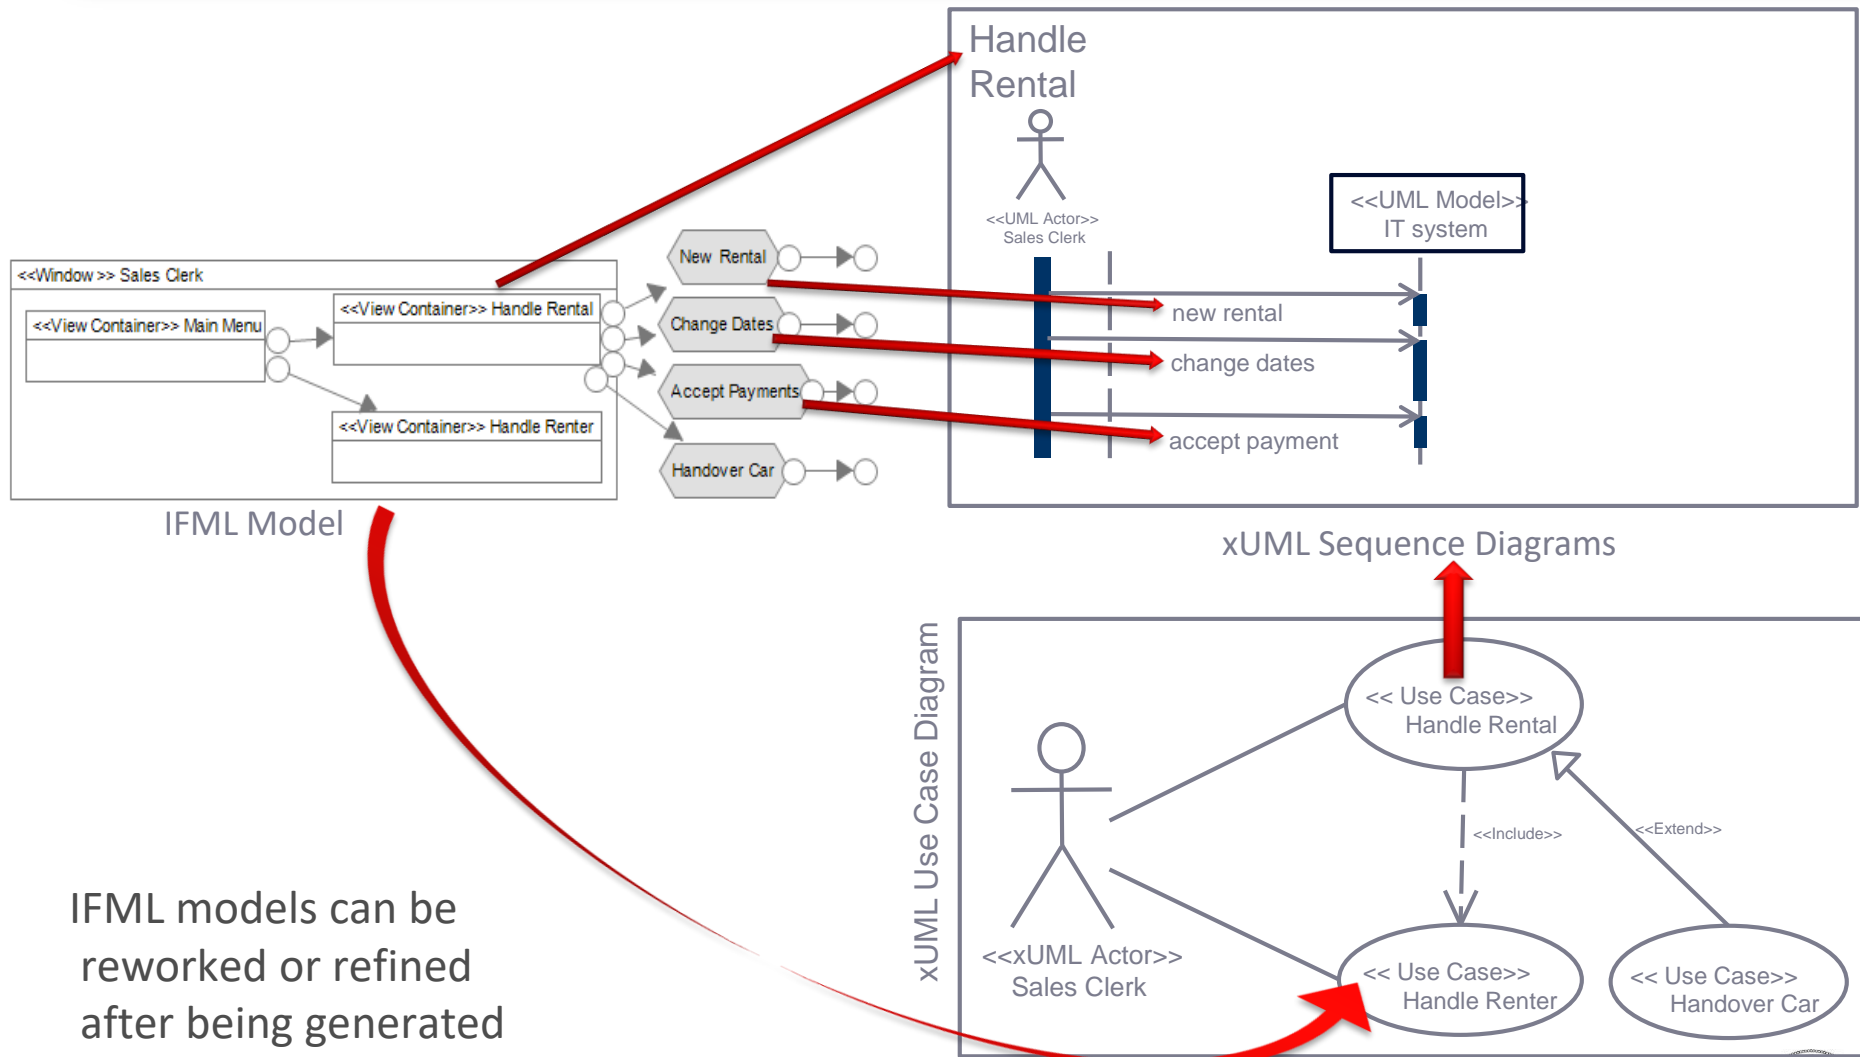 Handle
Rental
<<UML Actor>>
Sales Clerk
<<UML Model>>
IT system
new rental
change dates
accept payment
<<Window >> Sales Clerk
<<View Container>> Main Menu
<<View Container>> Handle Rental
<<View Container>> Handle Renter
New Rental
Change Dates
Accept Payments
Handover Car
IFML Model
xUML Sequence Diagrams
xUML Use Case Diagram
<< Use Case>>
Handle Rental
<<Include>>
<<Extend>>
<<xUML Actor>>
Sales Clerk
<< Use Case>>
Handle Renter
<< Use Case>>
Handover Car
IFML models can be
reworked or refined
after being generated